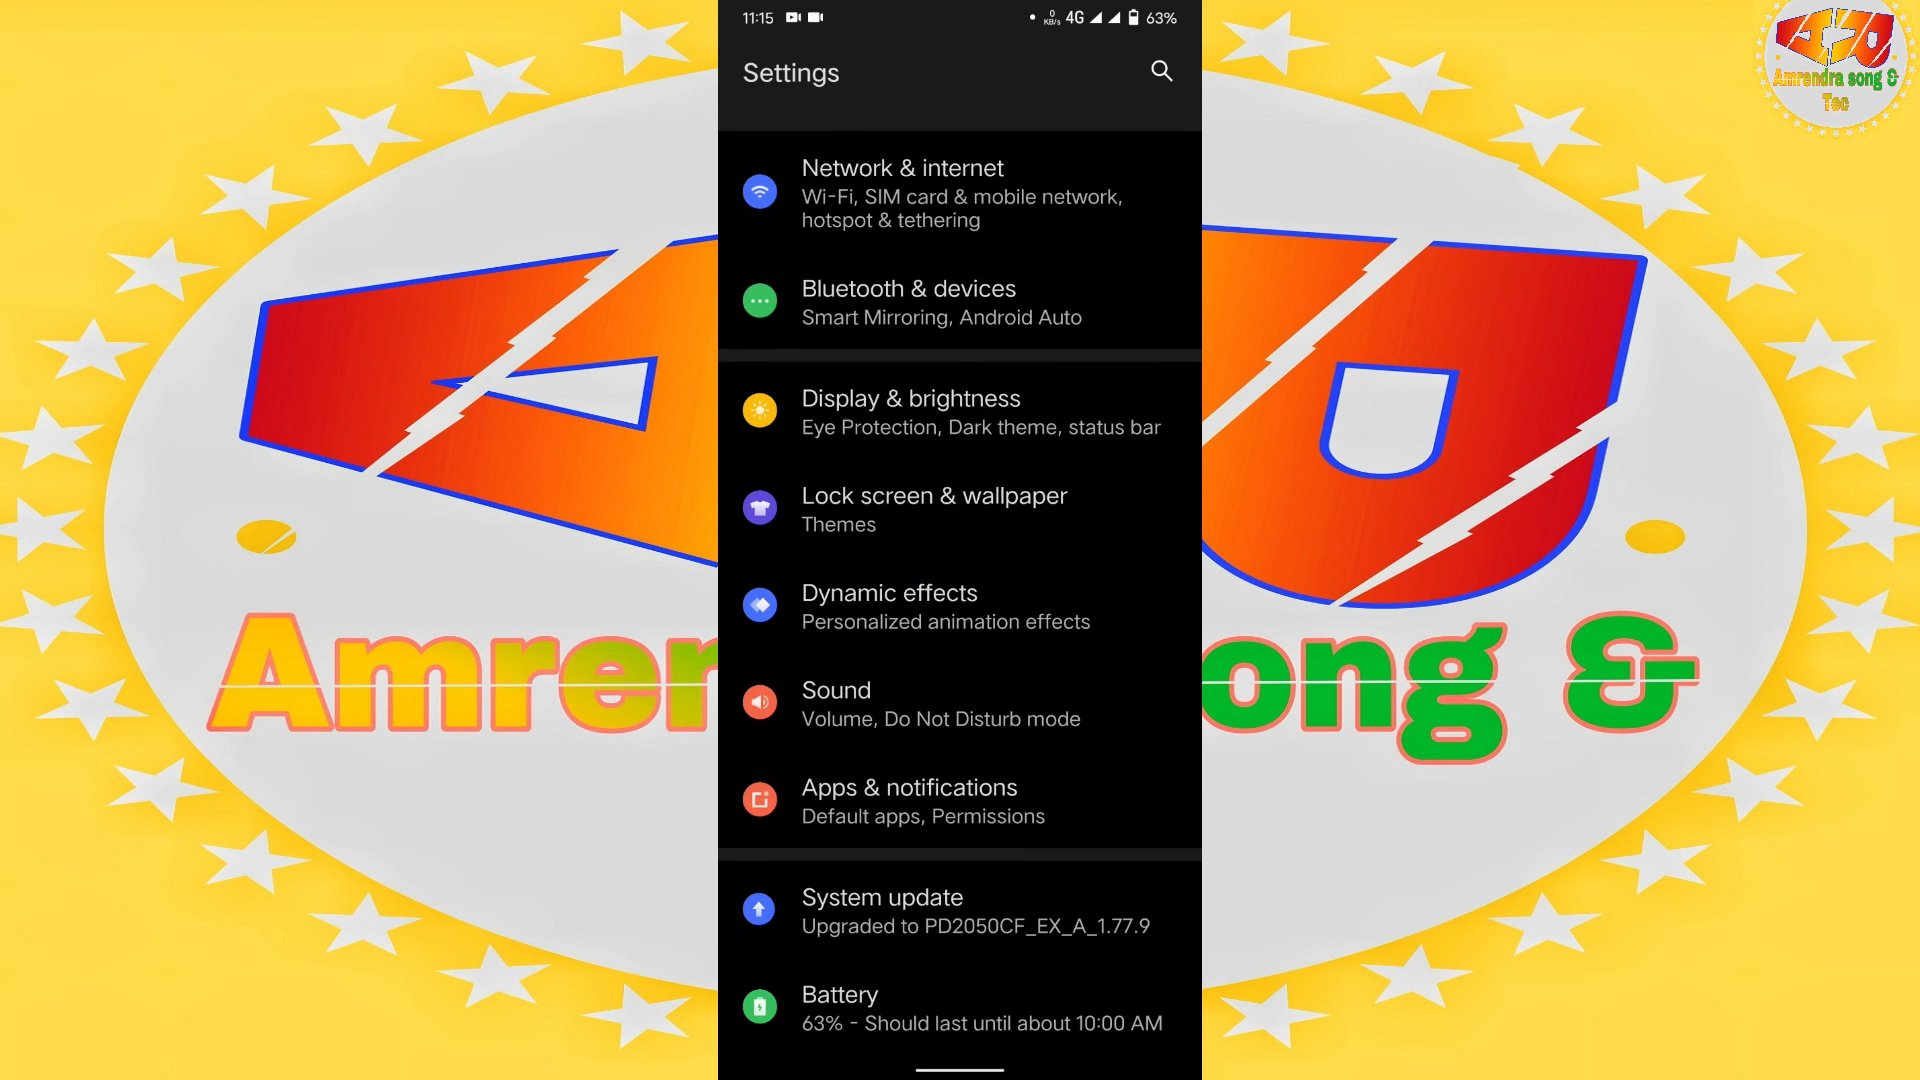 11:15
0
KB/s
4G
63%
Settings
Network & internet
Wi-Fi, SIM card & mobile network,
hotspot & tethering
Bluetooth & devices
Smart Mirroring, Android Auto
Display & brightness
Eye Protection, Dark theme, status bar
Lock screen & wallpaper
Themes
Dynamic effects
Personalized animation effects
Sound
Volume, Do Not Disturb mode
Apps & notifications
Default apps, Permissions
System update
Upgraded to PD2050CF_EX_A_1.77.9
Battery
63% - Should last until about 10:00 AM
Amrendra song &
Tec
Amren
ong &